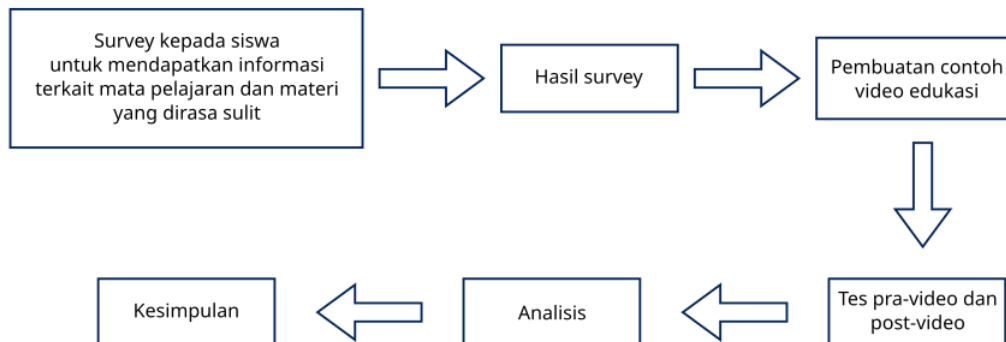 Survey kepada siswa
untuk mendapatkan informasi
terkait mata pelajaran dan materi
yang dirasa sulit
Hasil survey
Pembuatan contoh
video edukasi
Tes pra-video dan
post-video
Analisis
Kesimpulan